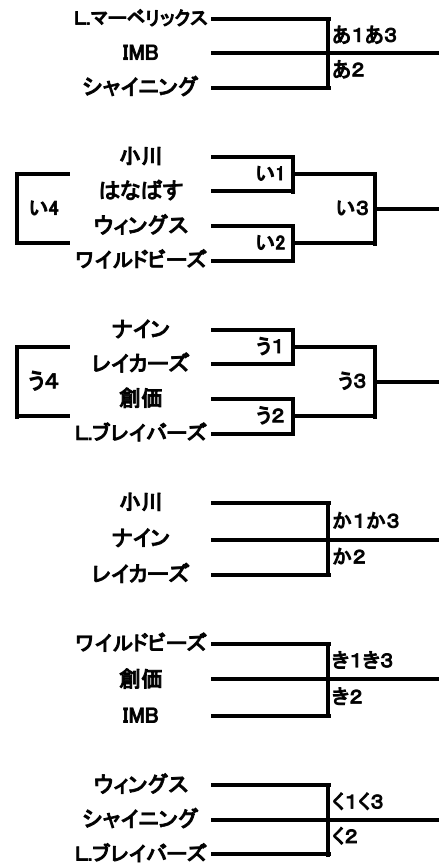 L.マーベリックス
あ1あ3
IMB
あ2
シャイニング
小川
い1
はなばす
い4
い3
ウィングス
い2
ワイルドビーズ
ナイン
う1
レイカーズ
う4
う3
創価
う2
L.ブレイバーズ
小川
か1か3
ナイン
か2
レイカーズ
ワイルドビーズ
き1き3
創価
き2
IMB
ウィングス
く1く3
シャイニング
く2
L.ブレイバーズ